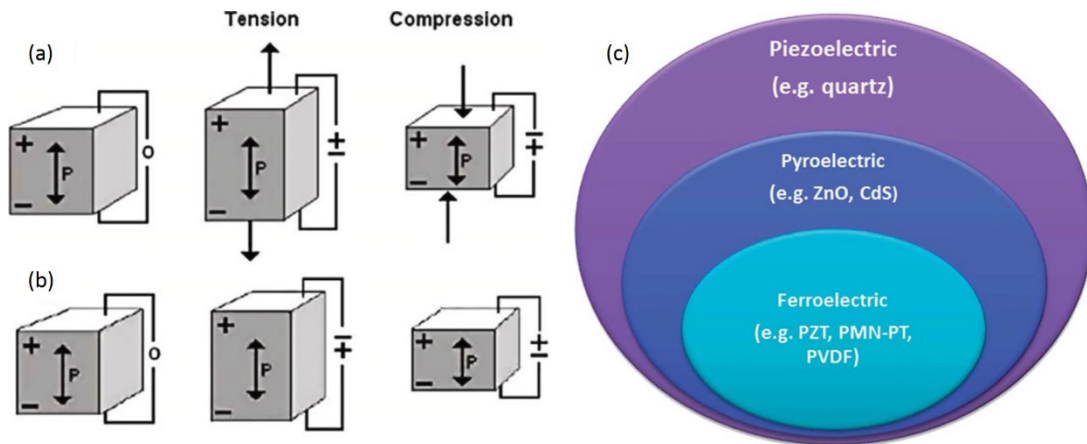 Tension
Compression
(a)
+
P
−
O
+
−
+
P
−
+
−
+
P
−
−
+
(b)
+
P
−
O
+
P
−
−
+
+
P
−
+
−
(c)
Piezoelectric
(e.g. quartz)
Pyroelectric
(e.g. ZnO, CdS)
Ferroelectric
(e.g. PZT, PMN-PT,
PVDF)